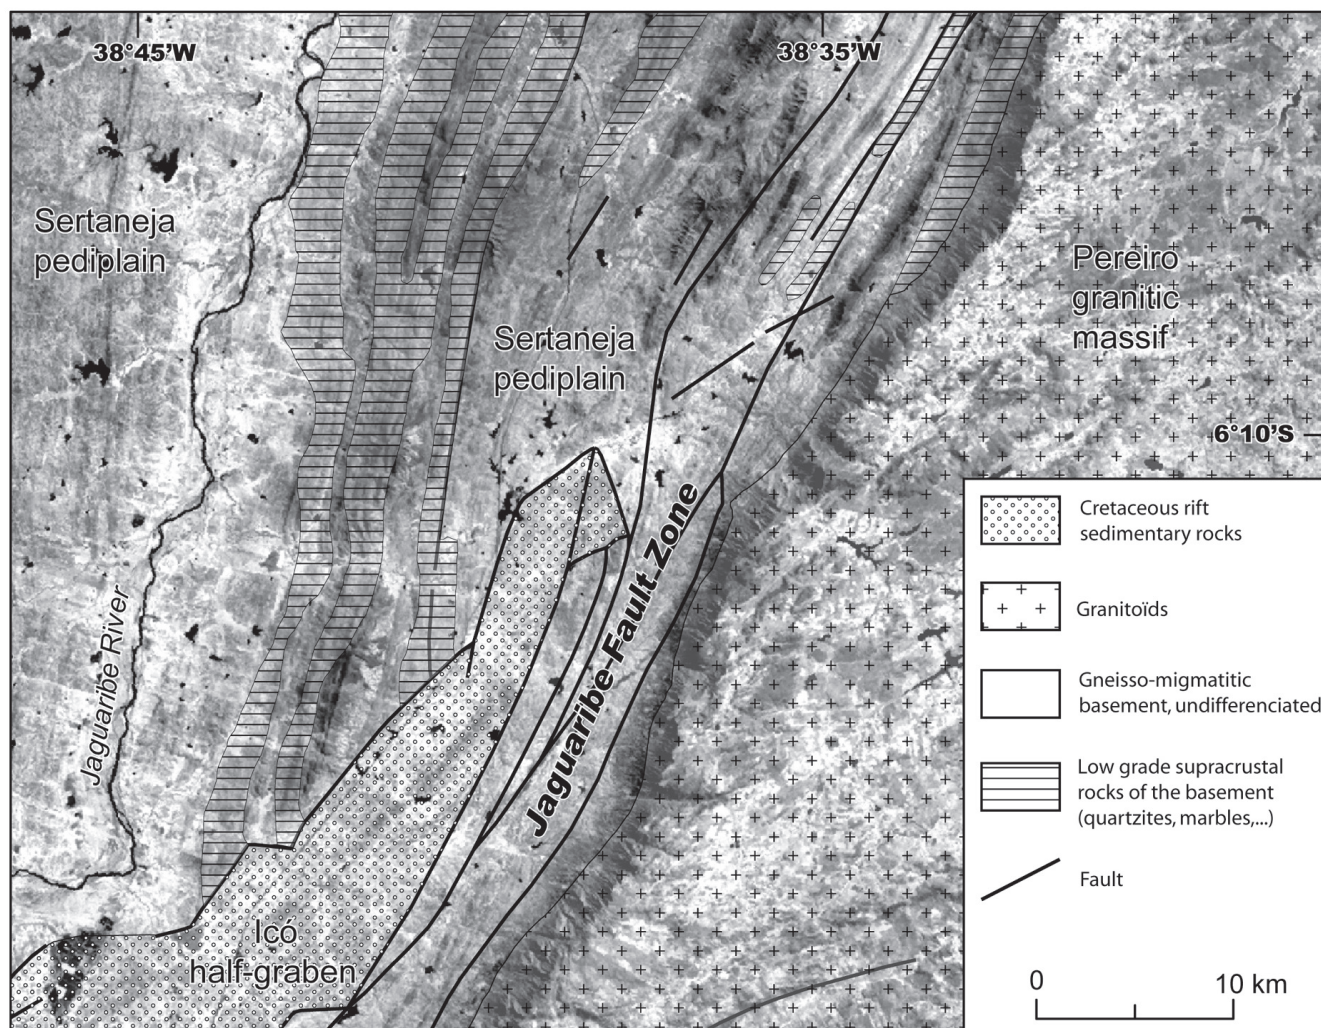 38°45'W
38°35'W
Sertaneja
pediplain
Pereiro
granitic
massif
Sertaneja
pediplain
6°10'S
Jaguaribe-Fault Zone
Jaguaribe River
Icó
half-graben
Cretaceous rift
sedimentary rocks
Granitoïds
Gneisso-migmatitic
basement, undifferenciated
Low grade supracrustal
rocks of the basement
(quartzites, marbles,...)
Fault
0
10 km